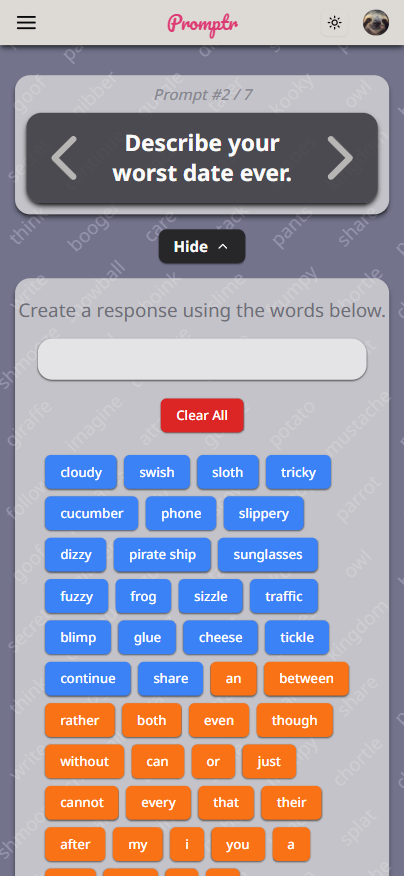 Promptr
Prompt #2 / 7
Describe your
worst date ever.
Hide
Create a response using the words below.
Clear All
cloudy swish sloth tricky
cucumber phone slippery
dizzy pirate ship sunglasses
fuzzy frog sizzle traffic
blimp glue cheese tickle
continue share an between
rather both even though
without can or just
cannot every that their
after my i you a